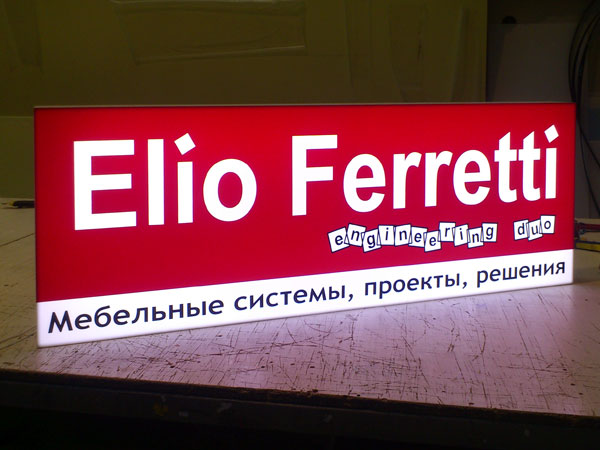 Elio Ferretti
engineering duo
Мебельные системы, проекты, решения